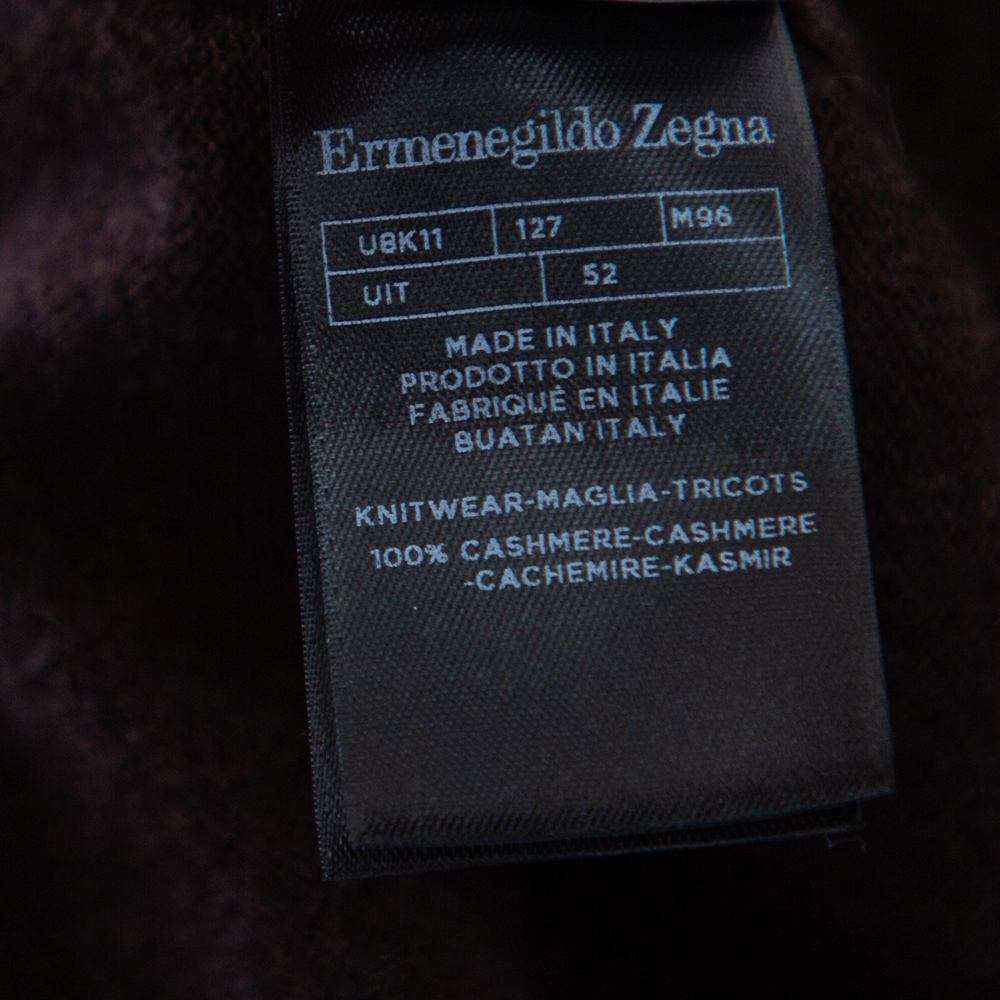 Ermenegildo Zegna
U8K11 127 M96
UIT 52
MADE IN ITALY
PRODOTTO IN ITALIA
FABRIQUÈ EN ITALIE
BUATAN ITALY
KNITWEAR-MAGLIA-TRICOTS
100% CASHMERE-CASHMERE
-CACHEMIRE-KASMIR